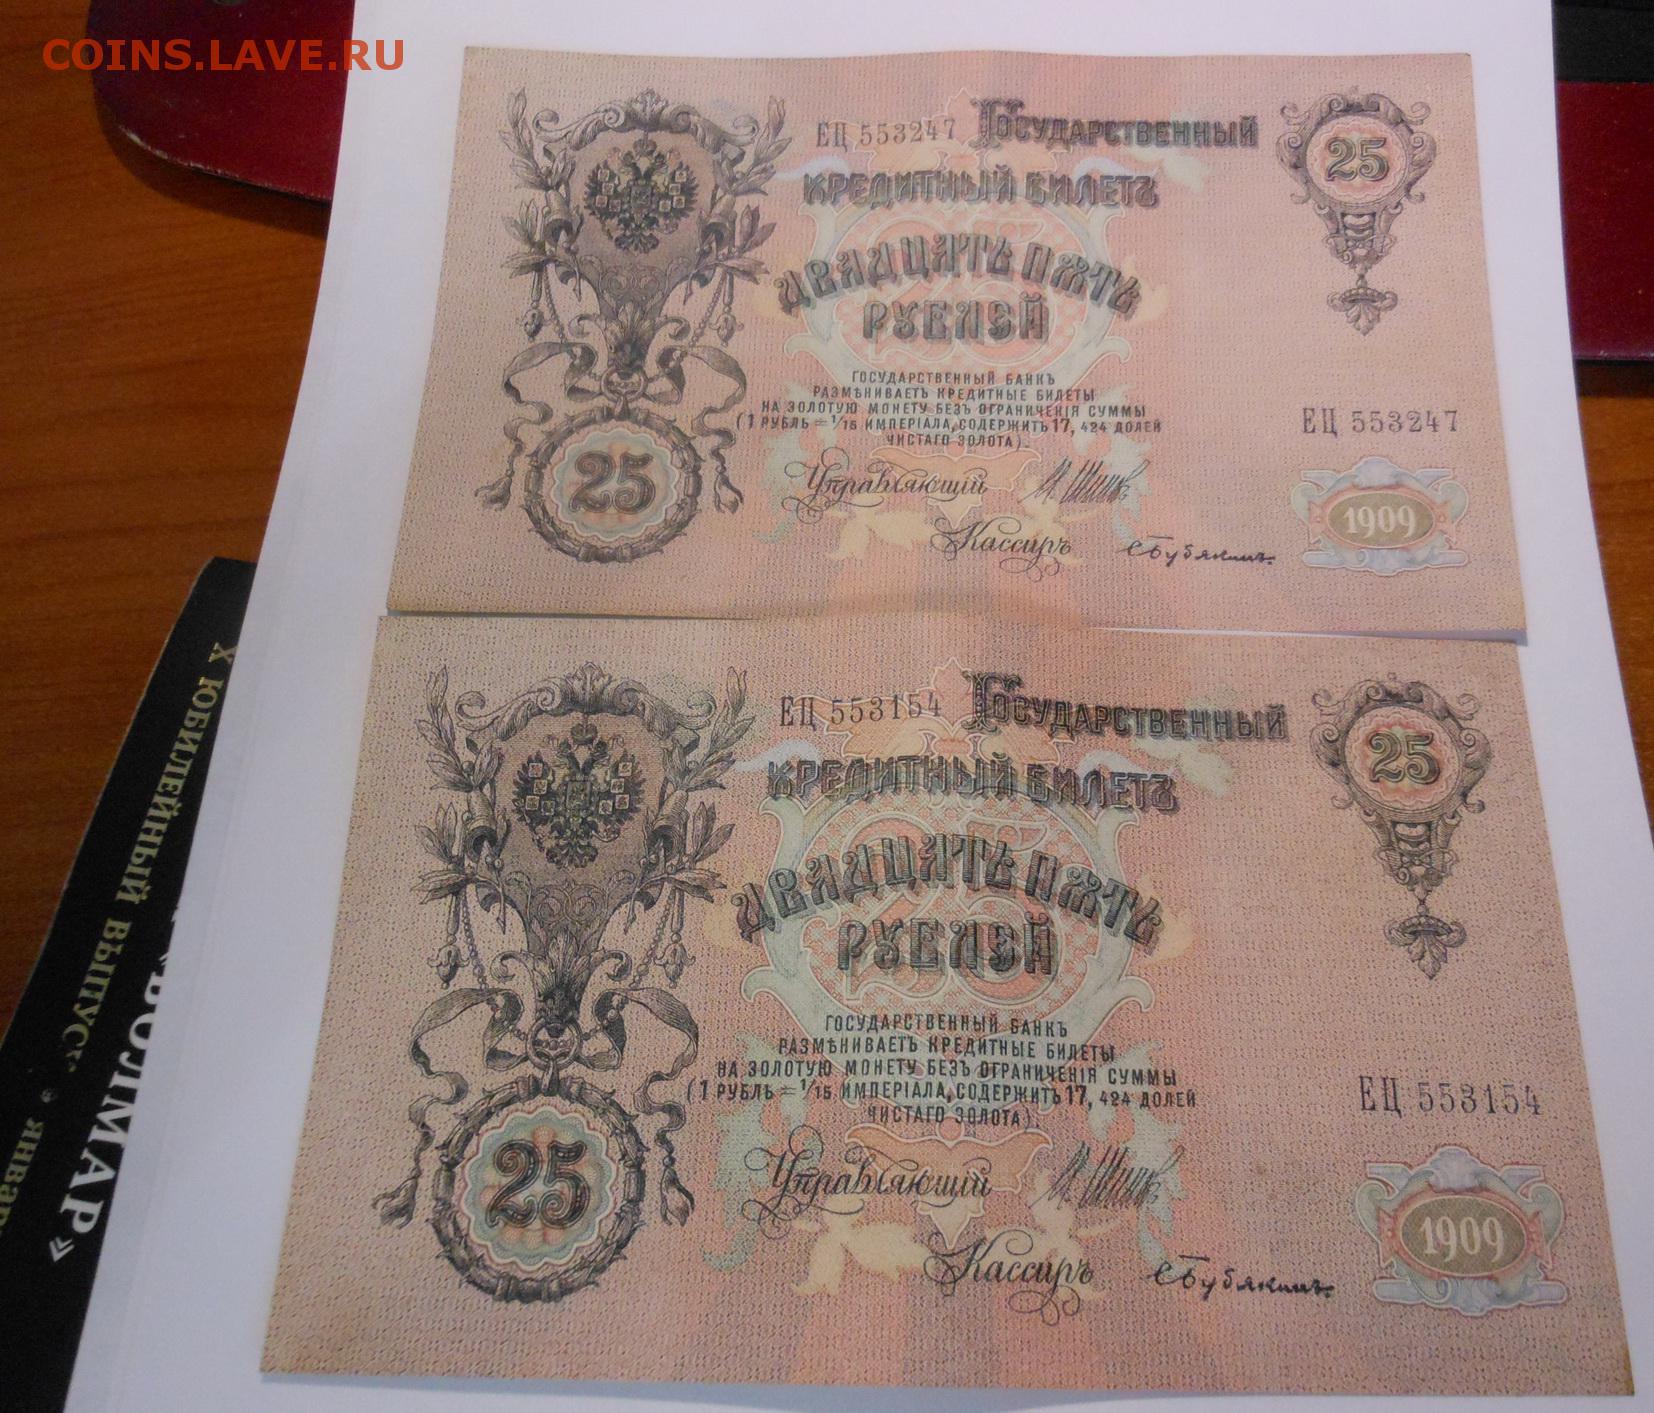 COINS.LAVE.RU
ЕЦ 553247 Государственный
25
кредитный билетъ
двадцать пять
рублей
ГОСУДАРСТВЕННЫЙ БАНКЪ
РАЗМѢНИВАЕТЪ КРЕДИТНЫЕ БИЛЕТЫ
НА ЗОЛОТУЮ МОНЕТУ БЕЗЪ ОГРАНИЧЕНІЯ СУММЫ
(1 РУБЛЬ = 1/15 ИМПЕРІАЛА, СОДЕРЖИТЪ 17, 424 ДОЛЕЙ
ЧИСТАГО ЗОЛОТА).
ЕЦ 553247
25
Управляющій
Кассиръ
1909
ЕЦ 553154 Государственный
25
кредитный билетъ
двадцать пять
рублей
ГОСУДАРСТВЕННЫЙ БАНКЪ
РАЗМѢНИВАЕТЪ КРЕДИТНЫЕ БИЛЕТЫ
НА ЗОЛОТУЮ МОНЕТУ БЕЗЪ ОГРАНИЧЕНІЯ СУММЫ
(1 РУБЛЬ = 1/15 ИМПЕРІАЛА, СОДЕРЖИТЪ 17, 424 ДОЛЕЙ
ЧИСТАГО ЗОЛОТА).
ЕЦ 553154
25
Управляющій
Кассиръ
1909
X ЮБИЛЕЙНЫЙ ВЫПУСК •